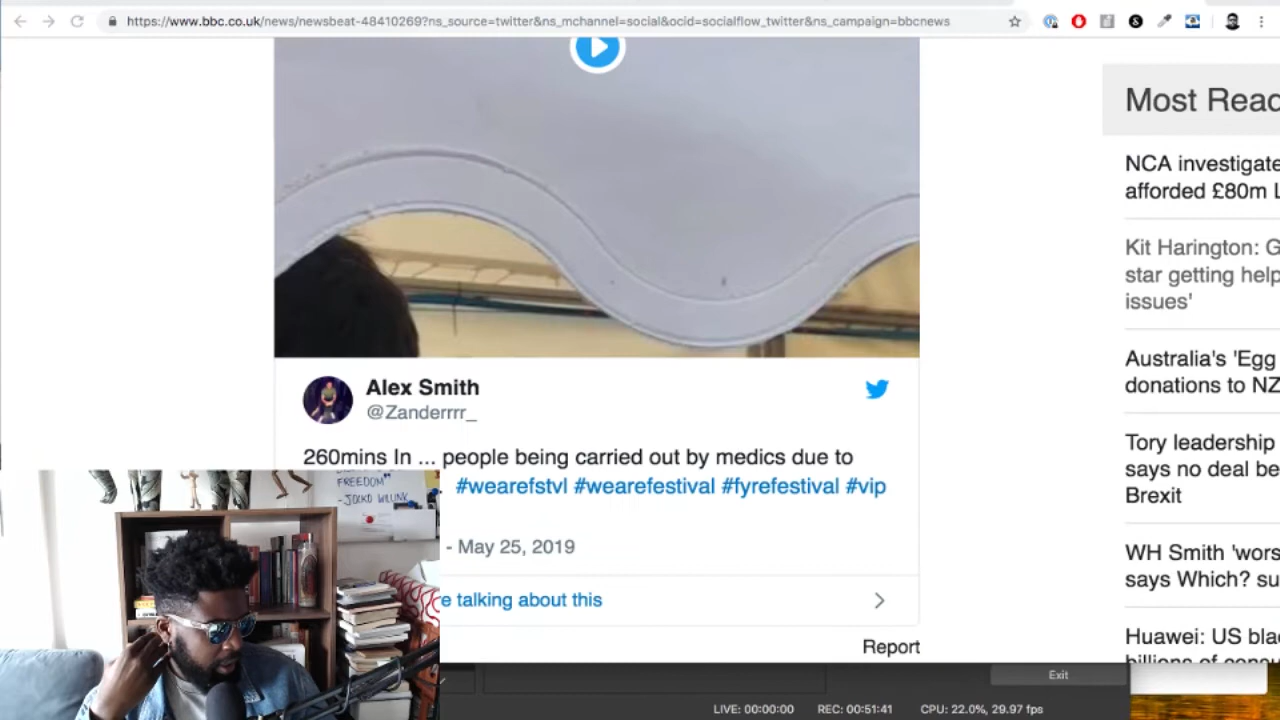 https://www.bbc.co.uk/news/newsbeat-48410269?ns_source=twitter&ns_mchannel=social&ocid=socialflow_twitter&ns_campaign=bbcnews
Most Read
NCA investigate
afforded £80m L
Kit Harington: G
star getting help
issues'
Australia's 'Egg
donations to NZ
Tory leadership
says no deal be
Brexit
WH Smith 'wors
says Which? su
Huawei: US bla
billions of consu
Alex Smith
@Zanderrrr_
260mins In ... people being carried out by medics due to
#wearefstvl #wearefestival #fyrefestival #vip
- May 25, 2019
e talking about this
Report
FREEDOM"
- JOCKO WILLINK
Exit
LIVE: 00:00:00 REC: 00:51:41 CPU: 22.0%, 29.97 fps